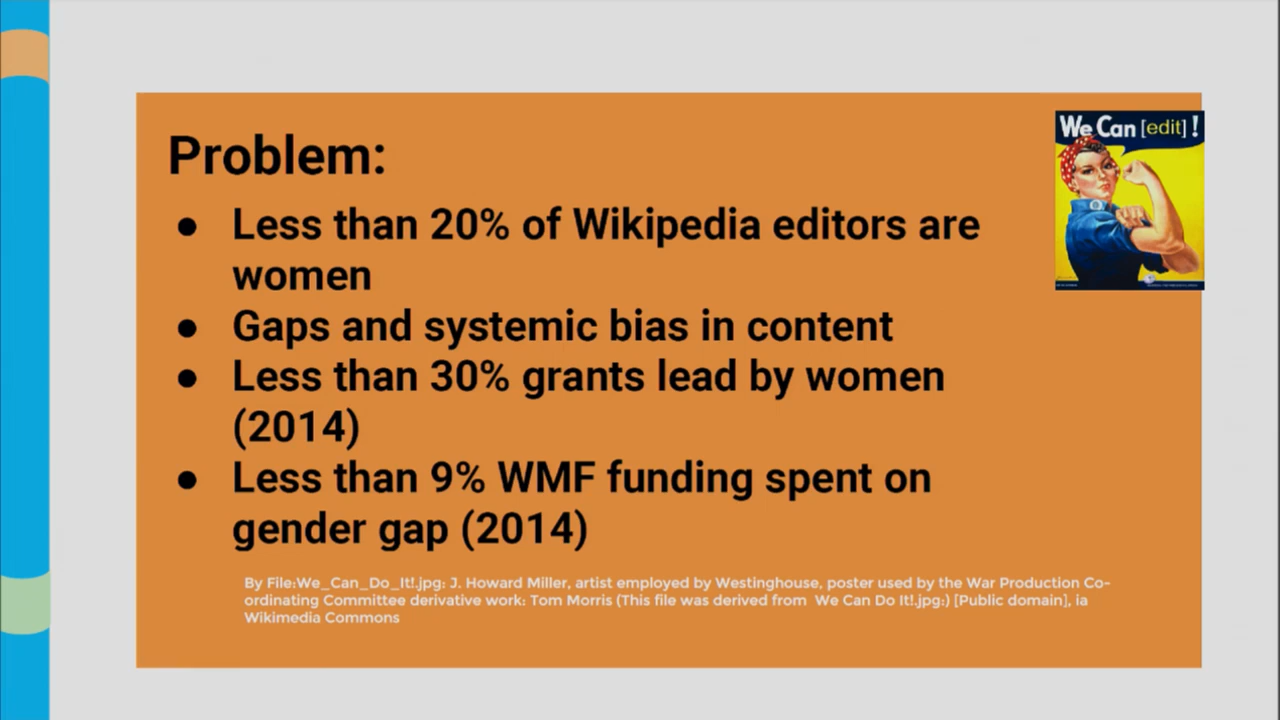 We Can [edit] !
Problem:
● Less than 20% of Wikipedia editors are
women
● Gaps and systemic bias in content
● Less than 30% grants lead by women
(2014)
● Less than 9% WMF funding spent on
gender gap (2014)
By File:We_Can_Do_It!.jpg: J. Howard Miller, artist employed by Westinghouse, poster used by the War Production Co-
ordinating Committee derivative work: Tom Morris (This file was derived from We Can Do It!.jpg:) [Public domain], ia
Wikimedia Commons